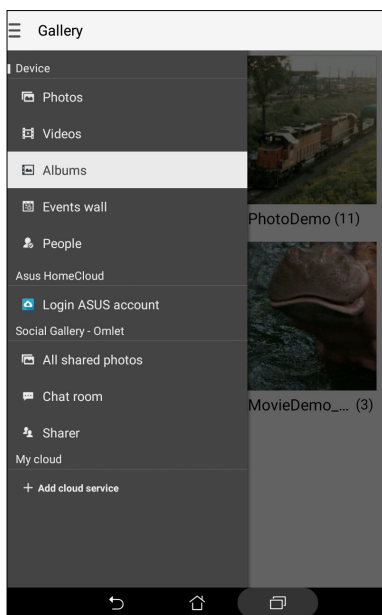 Gallery
Device
Photos
Videos
Albums
Events wall
People
Asus HomeCloud
Login ASUS account
Social Gallery - Omlet
All shared photos
Chat room
Sharer
My cloud
+ Add cloud service
PhotoDemo (11)
MovieDemo_... (3)